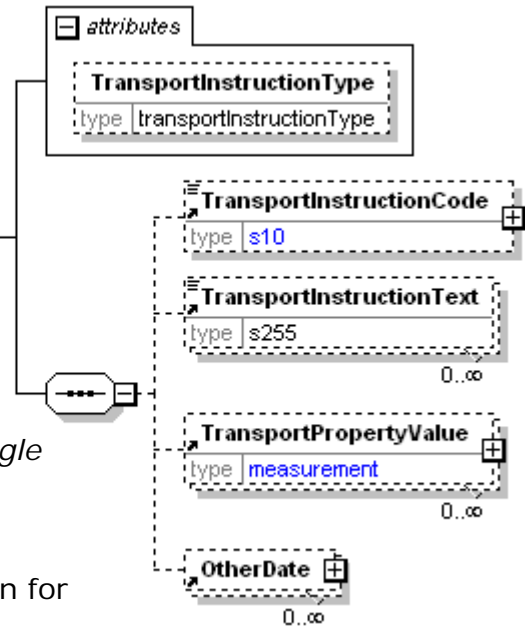 attributes
TransportInstructionType
type transportInstructionType
TransportInstructionCode
type s10
TransportInstructionText
type s255
0..∞
gle
TransportPropertyValue
type measurement
0..∞
n for
OtherDate
0..∞